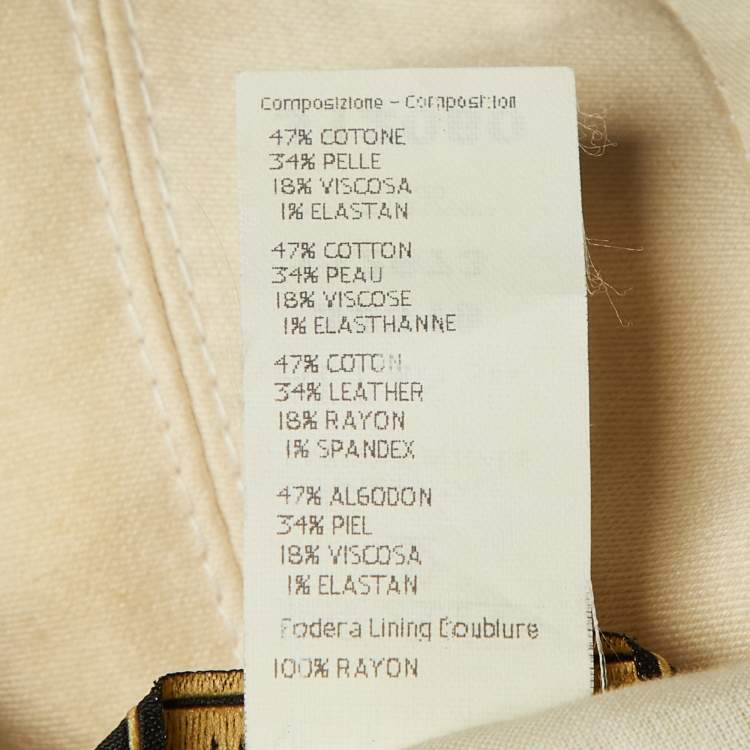 Composizione - Composition
47% COTONE
34% PELLE
18% VISCOSA
1% ELASTAN
47% COTTON
34% PEAU
18% VISCOSE
1% ELASTHANNE
47% COTON
34% LEATHER
18% RAYON
1% SPANDEX
47% ALGODON
34% PIEL
18% VISCOSA
1% ELASTAN
Fodera Lining Doublure
100% RAYON